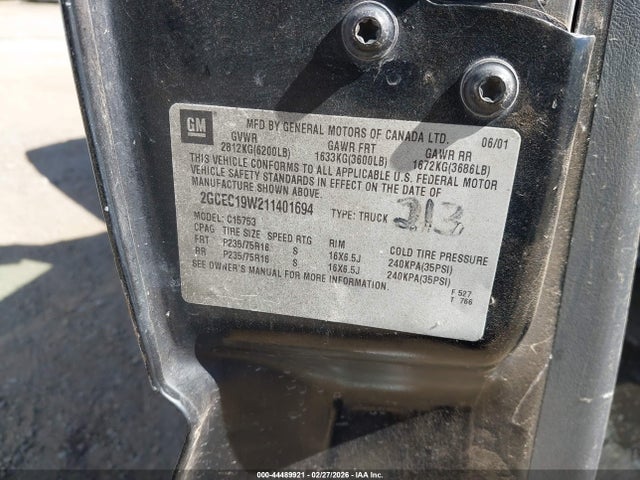 GM
MFD BY GENERAL MOTORS OF CANADA LTD. 06/01
GVWR GAWR FRT GAWR RR
2812KG(6200LB) 1633KG(3600LB) 1672KG(3686LB)
THIS VEHICLE CONFORMS TO ALL APPLICABLE U.S. FEDERAL MOTOR
VEHICLE SAFETY STANDARDS IN EFFECT ON THE DATE OF
MANUFACTURE SHOWN ABOVE.
2GCEC19W211401694 TYPE: TRUCK 213
MODEL: C15753
CPAG TIRE SIZE SPEED RTG RIM COLD TIRE PRESSURE
FRT P235/75R16 S 16X6.5J 240KPA(35PSI)
RR P235/75R16 S 16X6.5J 240KPA(35PSI)
SEE OWNER'S MANUAL FOR MORE INFORMATION.
F 527
T 766
000-44489921 - 02/27/2026 - IAA Inc.